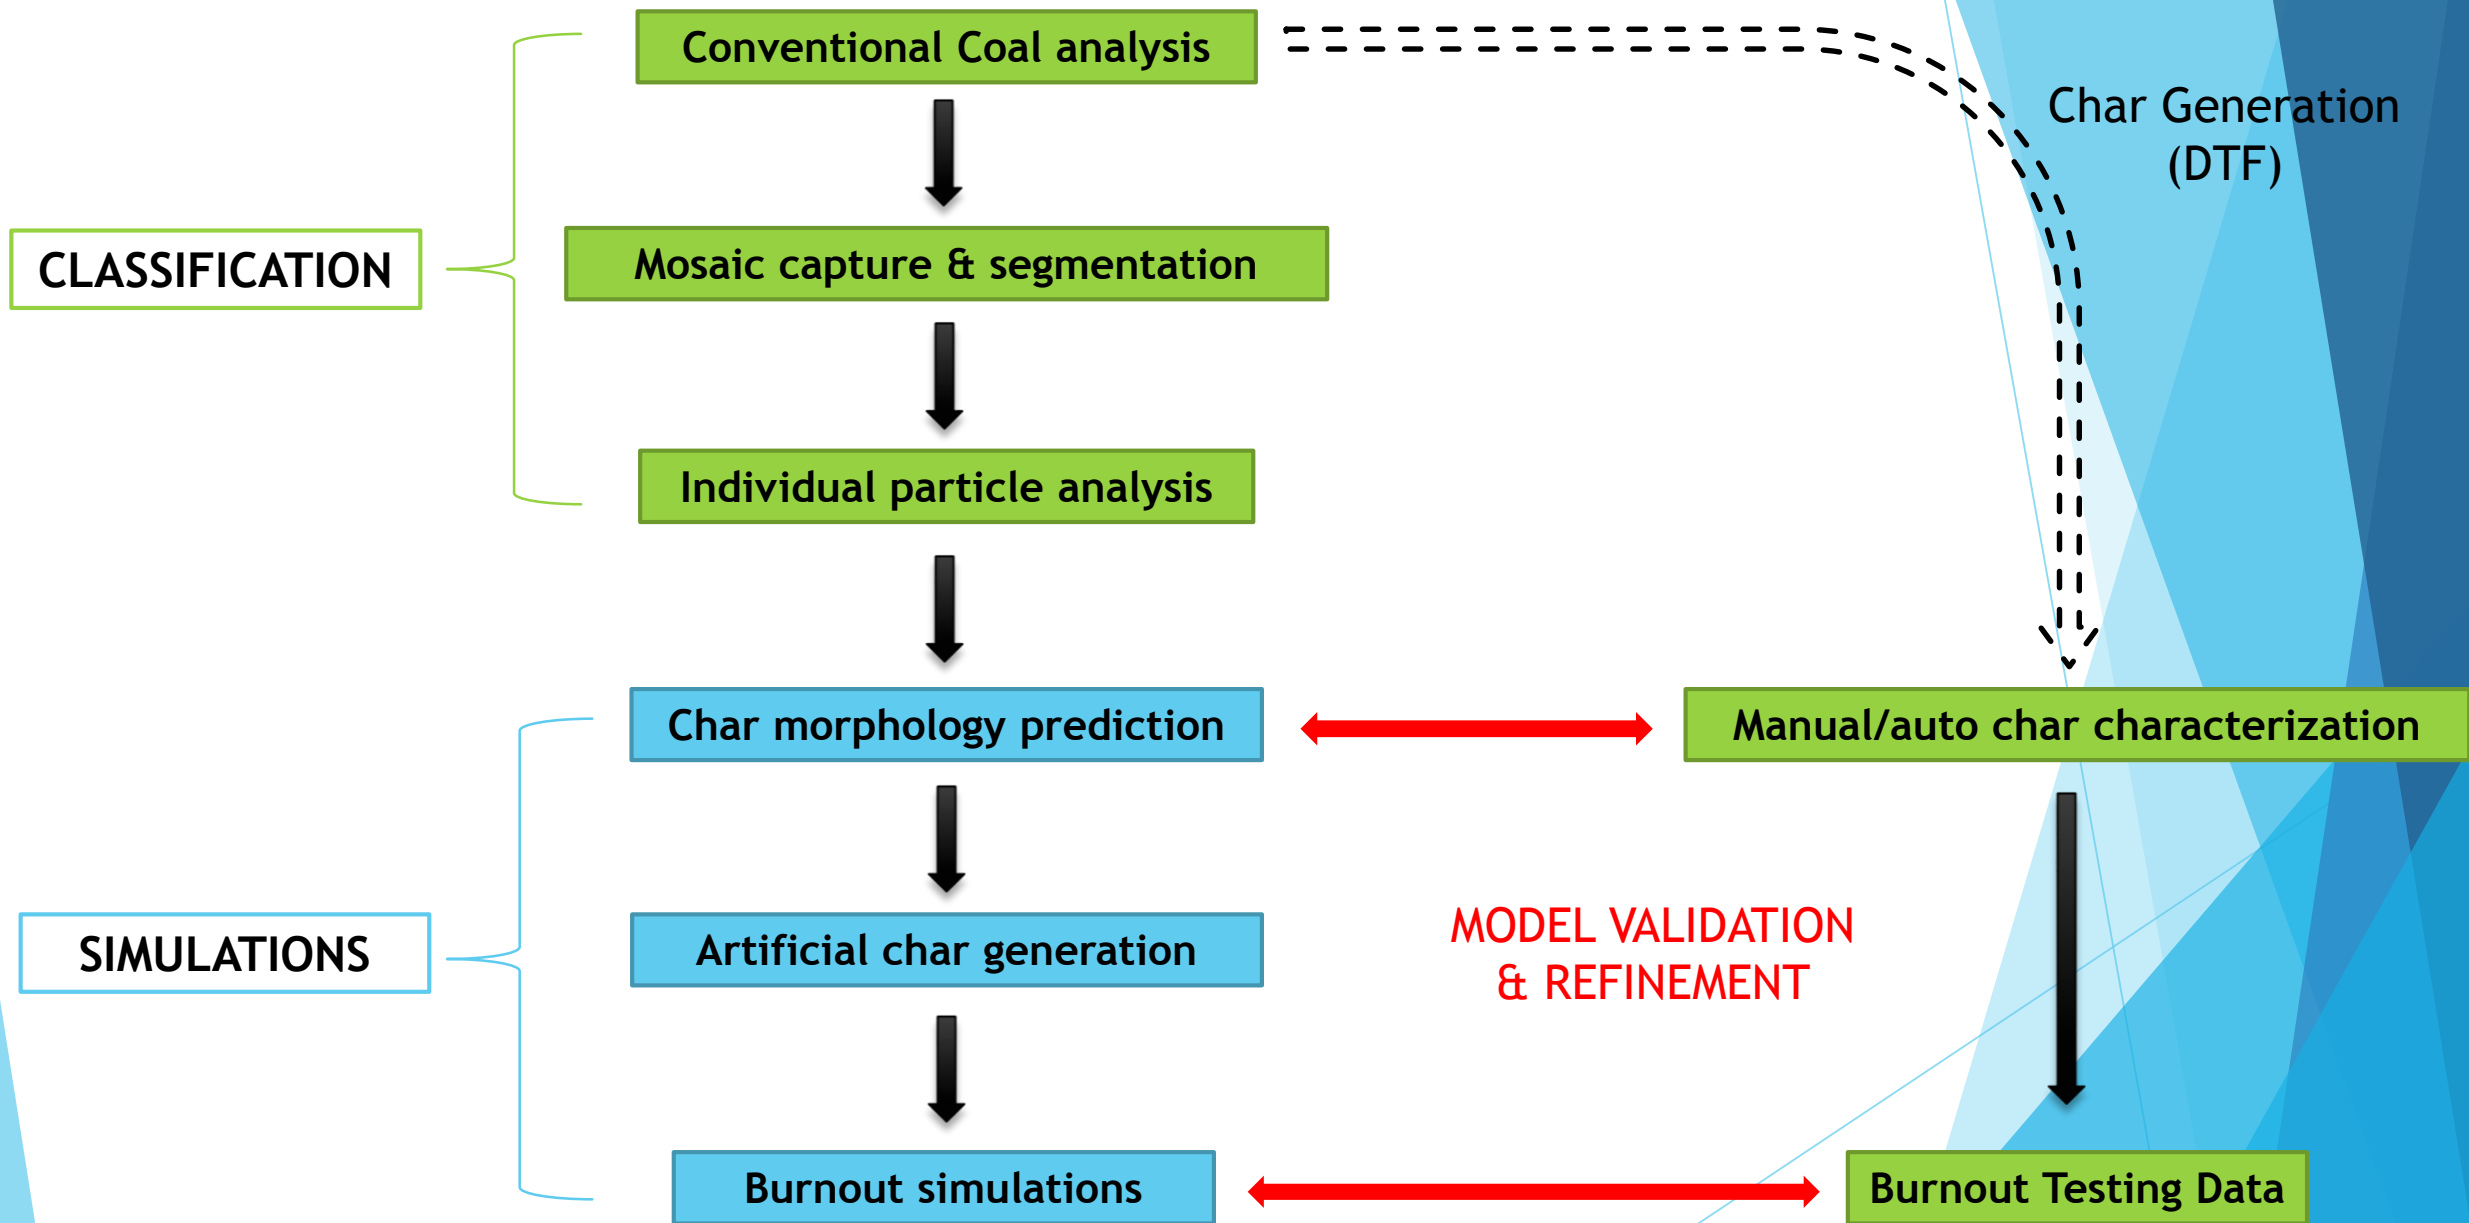 Conventional Coal analysis
Char Generation
(DTF)
CLASSIFICATION
Mosaic capture & segmentation
Individual particle analysis
Char morphology prediction
Manual/auto char characterization
SIMULATIONS
Artificial char generation
MODEL VALIDATION
& REFINEMENT
Burnout simulations
Burnout Testing Data